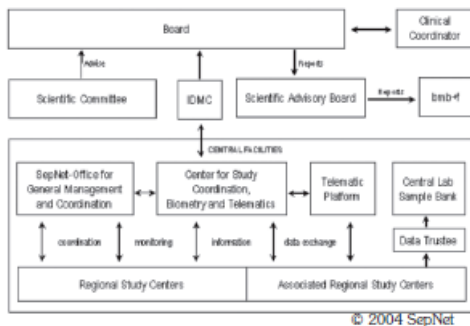 Board
Clinical
Coordinator
Advise
Reports
Scientific Committee
IDMC
Scientific Advisory Board
Reports
bmb+f
CENTRAL FACILITIES
SepNet-Office for
General Management
and Coordination
Center for Study
Coordination,
Biometry and Telematics
Telematic
Platform
Central Lab
Sample Bank
coordination
monitoring
information
data exchange
Data Trustee
Regional Study Centers
Associated Regional Study Centers
© 2004 SepNet